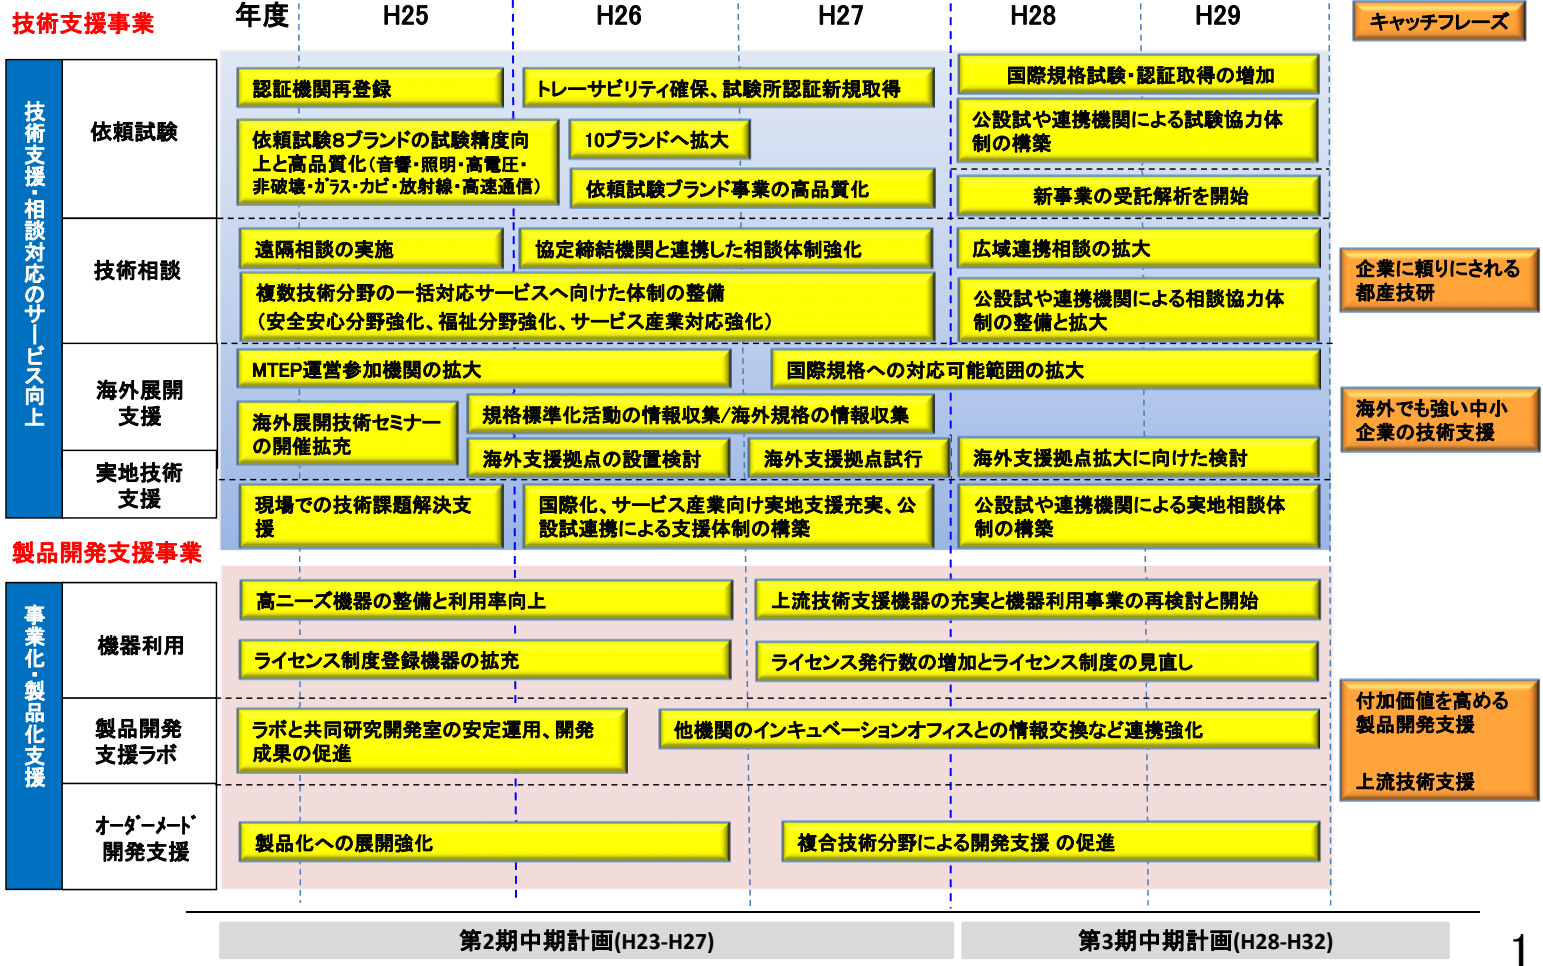 技術支援事業
年度
H25
H26
H27
H28
H29
キャッチフレーズ
技術支援・相談対応のサービス向上
依頼試験
認証機関再登録
トレーサビリティ確保、試験所認証新規取得
国際規格試験・認証取得の増加
依頼試験8ブランドの試験精度向
上と高品質化(音響・照明・高電圧・
非破壊・ガラス・カビ・放射線・高速通信)
10ブランドへ拡大
依頼試験ブランド事業の高品質化
公設試や連携機関による試験協力体
制の構築
新事業の受託解析を開始
技術相談
遠隔相談の実施
協定締結機関と連携した相談体制強化
広域連携相談の拡大
複数技術分野の一括対応サービスへ向けた体制の整備
(安全安心分野強化、福祉分野強化、サービス産業対応強化)
公設試や連携機関による相談協力体
制の整備と拡大
企業に頼りにされる
都産技研
海外展開
支援
MTEP運営参加機関の拡大
国際規格への対応可能範囲の拡大
海外展開技術セミナー
の開催拡充
規格標準化活動の情報収集/海外規格の情報収集
海外支援拠点の設置検討
海外支援拠点試行
海外支援拠点拡大に向けた検討
海外でも強い中小
企業の技術支援
実地技術
支援
現場での技術課題解決支
援
国際化、サービス産業向け実地支援充実、公
設試連携による支援体制の構築
公設試や連携機関による実地相談体
制の構築
製品開発支援事業
事業化・製品化支援
機器利用
高ニーズ機器の整備と利用率向上
上流技術支援機器の充実と機器利用事業の再検討と開始
ライセンス制度登録機器の拡充
ライセンス発行数の増加とライセンス制度の見直し
製品開発
支援ラボ
ラボと共同研究開発室の安定運用、開発
成果の促進
他機関のインキュベーションオフィスとの情報交換など連携強化
付加価値を高める
製品開発支援
上流技術支援
オーダーメード
開発支援
製品化への展開強化
複合技術分野による開発支援 の促進
第2期中期計画(H23-H27)
第3期中期計画(H28-H32)
1